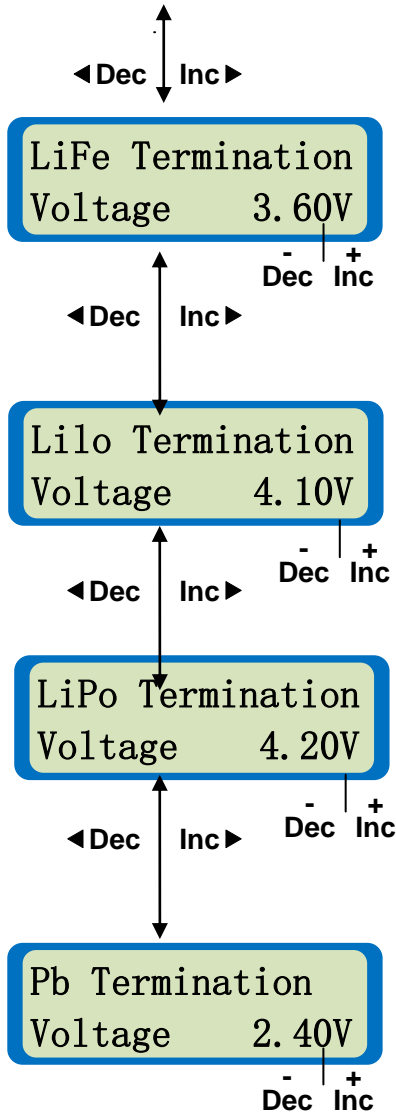 ◀Dec Inc▶
LiFe Termination
Voltage 3.60V
- +
Dec Inc
◀Dec Inc▶
Lilo Termination
Voltage 4.10V
- +
Dec Inc
◀Dec Inc▶
LiPo Termination
Voltage 4.20V
- +
Dec Inc
◀Dec Inc▶
Pb Termination
Voltage 2.40V
- +
Dec Inc